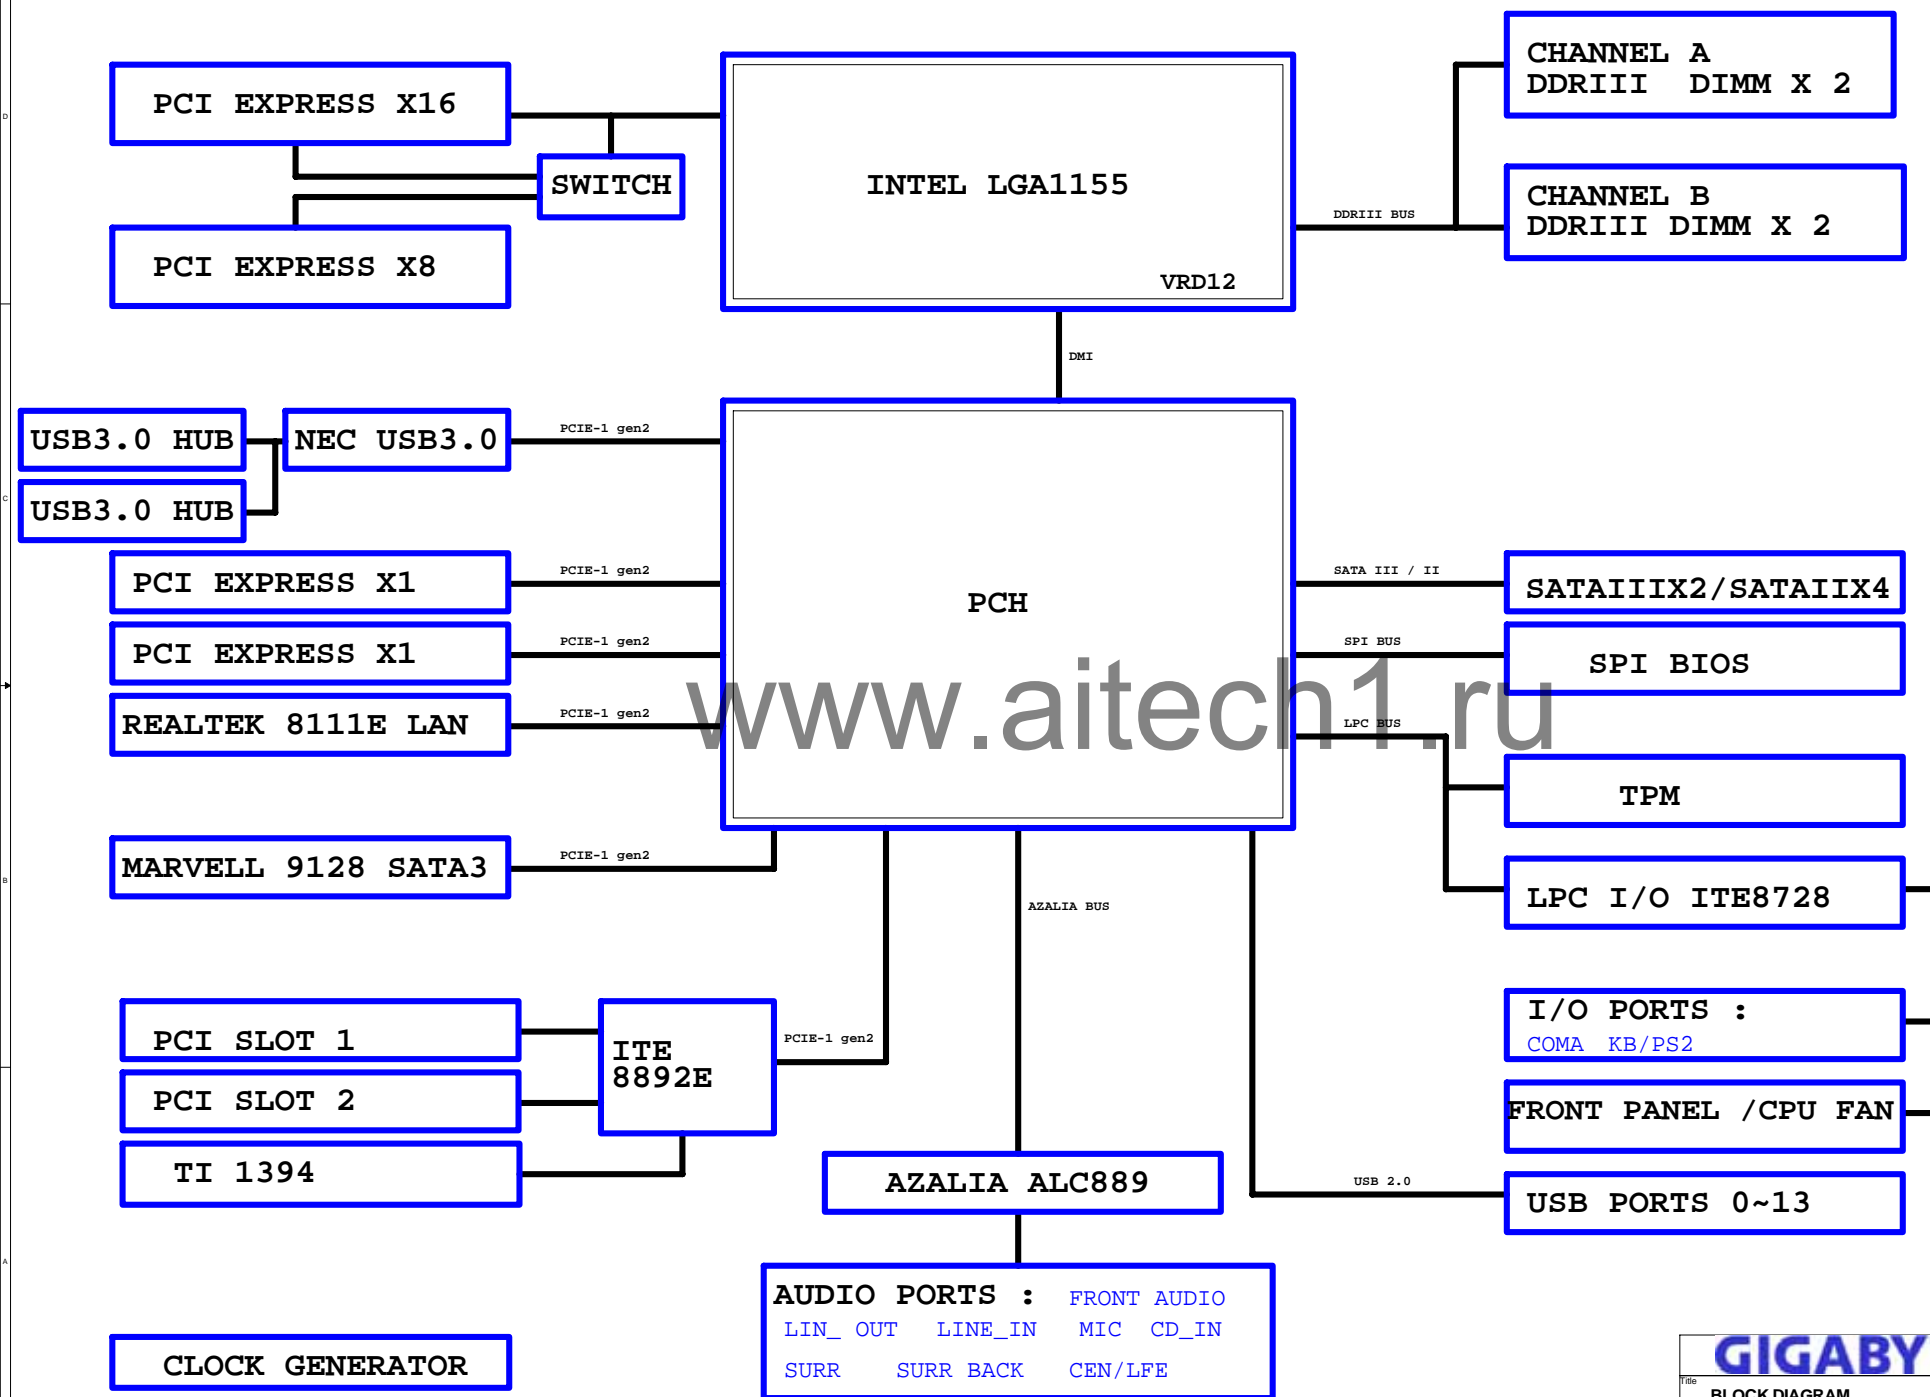 CHANNEL A
DDRIII DIMM X 2
PCI EXPRESS X16
SWITCH
INTEL LGA1155
CHANNEL B
DDRIII DIMM X 2
DDRIII BUS
PCI EXPRESS X8
VRD12
DMI
USB3.0 HUB
NEC USB3.0
PCIE-1 gen2
USB3.0 HUB
PCI EXPRESS X1
PCIE-1 gen2
PCH
SATA III / II
SATAIIIX2/SATAIIX4
PCI EXPRESS X1
PCIE-1 gen2
SPI BUS
SPI BIOS
REALTEK 8111E LAN
PCIE-1 gen2
www.aitech1.ru
LPC BUS
TPM
MARVELL 9128 SATA3
PCIE-1 gen2
AZALIA BUS
LPC I/O ITE8728
PCI SLOT 1
ITE
8892E
PCIE-1 gen2
I/O PORTS :
COMA KB/PS2
PCI SLOT 2
FRONT PANEL /CPU FAN
TI 1394
AZALIA ALC889
USB 2.0
USB PORTS 0~13
AUDIO PORTS : FRONT AUDIO
LIN_ OUT LINE_IN MIC CD_IN
SURR SURR BACK CEN/LFE
CLOCK GENERATOR
GIGABY
Title
BLOCK DIAGRAM
D
C
B
A